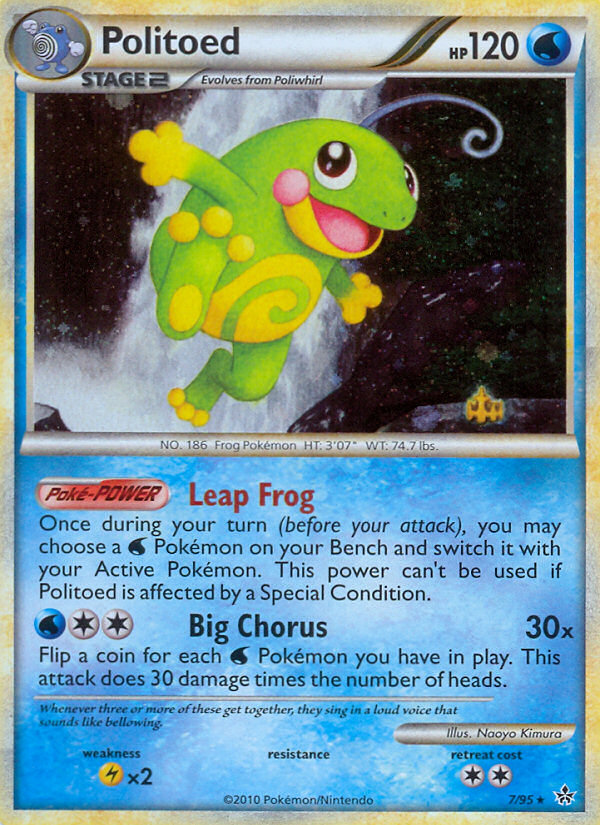 Politoed HP120
STAGE 2 Evolves from Poliwhirl
NO. 186 Frog Pokémon HT: 3'07" WT: 74.7 lbs.
Poké-POWER Leap Frog
Once during your turn (before your attack), you may
choose a Pokémon on your Bench and switch it with
your Active Pokémon. This power can't be used if
Politoed is affected by a Special Condition.
Big Chorus 30x
Flip a coin for each Pokémon you have in play. This
attack does 30 damage times the number of heads.
Whenever three or more of these get together, they sing in a loud voice that
sounds like bellowing.
Illus. Naoyo Kimura
weakness resistance retreat cost
x2
©2010 Pokémon/Nintendo 7/95 ★